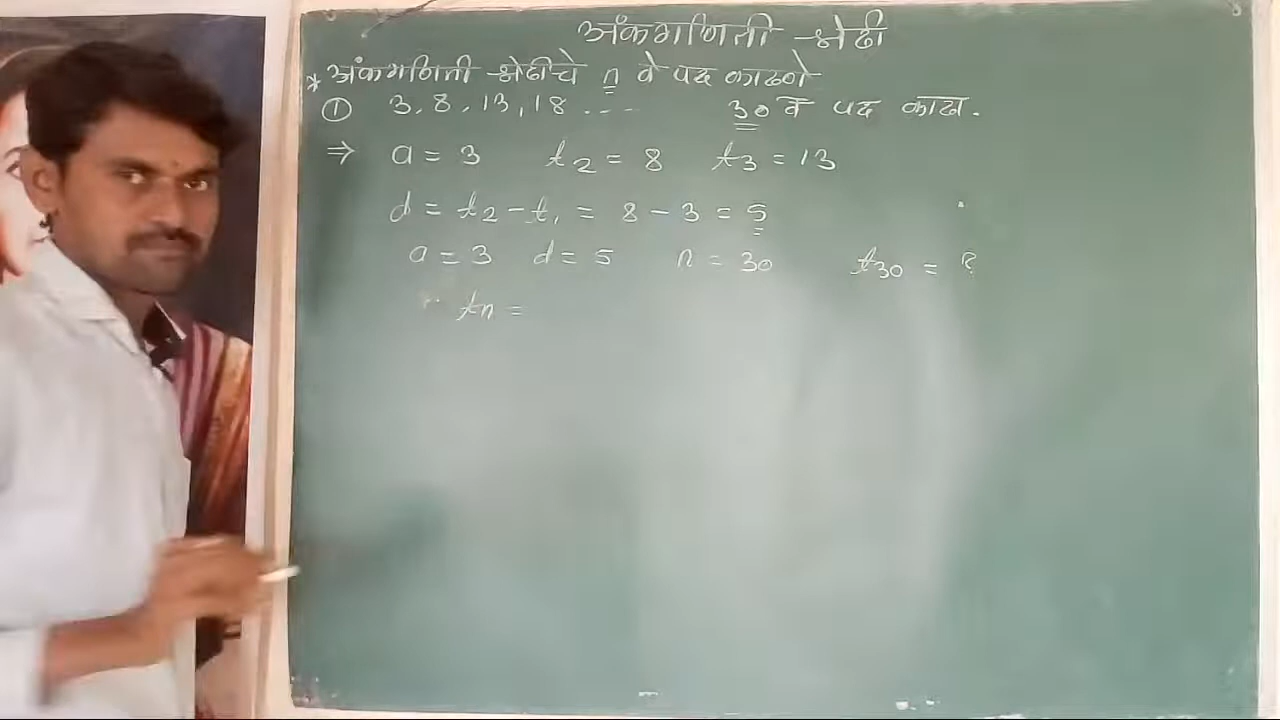 अंकगणिती श्रेढी
* अंकगणिती श्रेढीचे n वे पद काढणे
① 3, 8, 13, 18 ... 30 वे पद काढा.
⇒ a = 3 t₂ = 8 t₃ = 13
d = t₂ - t₁ = 8 - 3 = 5
a = 3 d = 5 n = 30 t₃₀ = ?
tn =